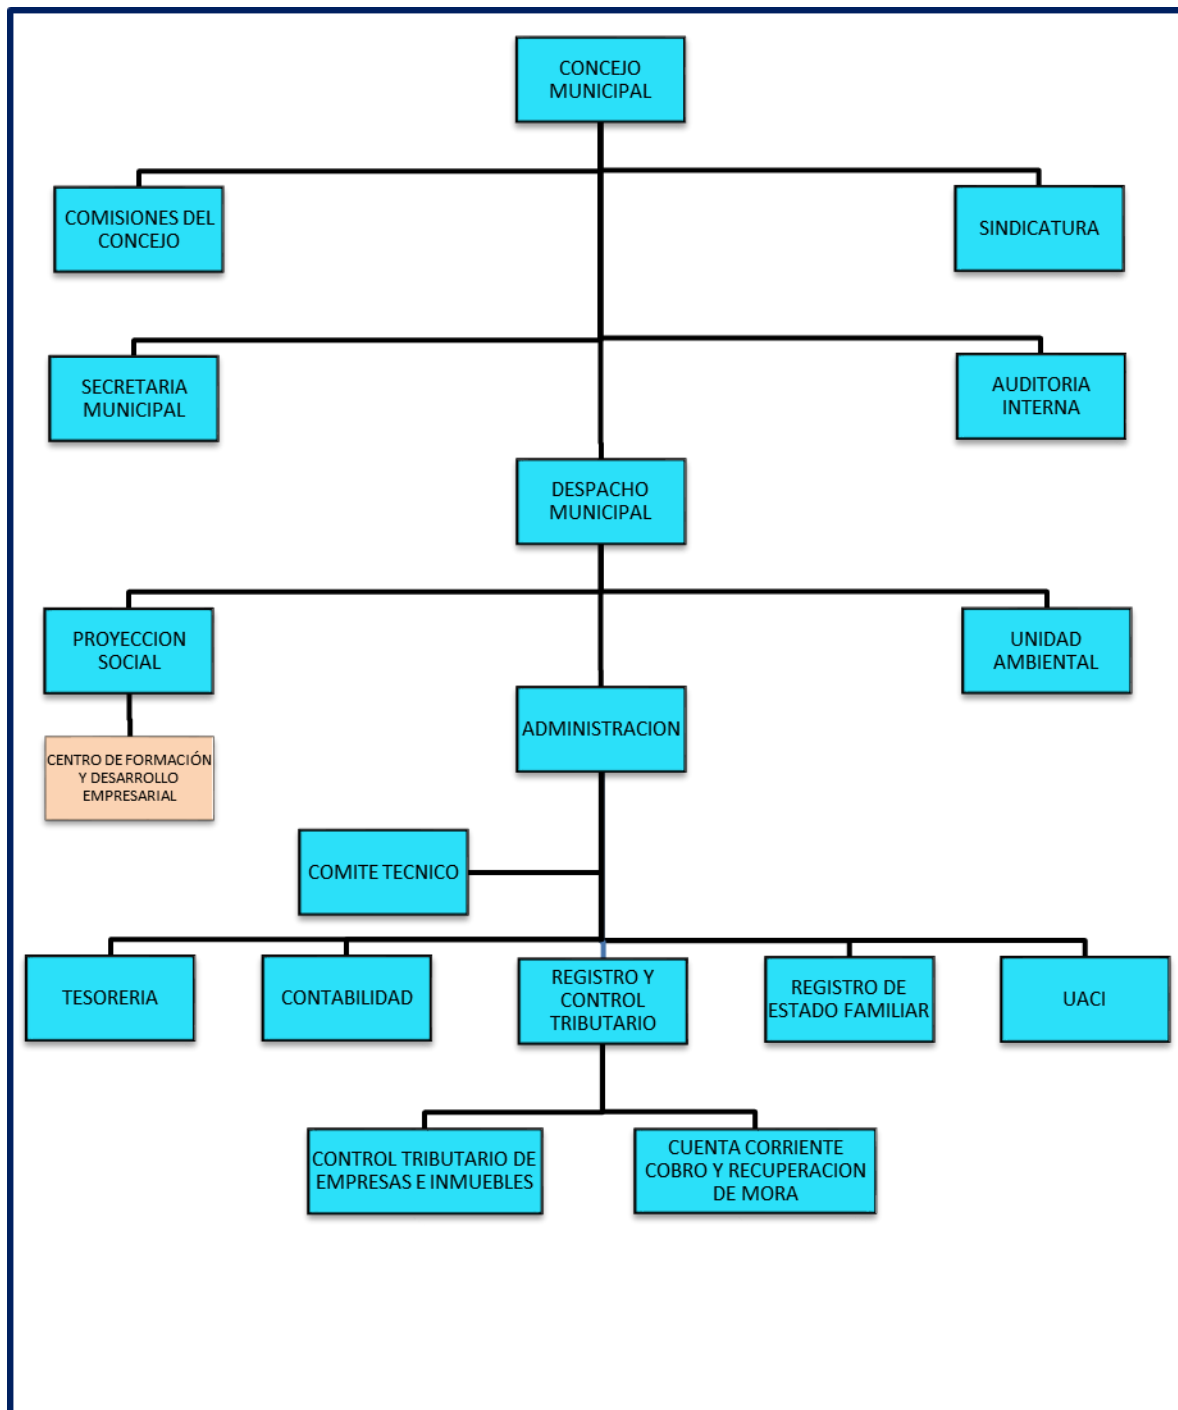 CONCEJO
MUNICIPAL
COMISIONES DEL
CONCEJO
SINDICATURA
SECRETARIA
MUNICIPAL
AUDITORIA
INTERNA
DESPACHO
MUNICIPAL
PROYECCION
SOCIAL
UNIDAD
AMBIENTAL
ADMINISTRACION
CENTRO DE FORMACIÓN
Y DESARROLLO
EMPRESARIAL
COMITE TECNICO
TESORERIA
CONTABILIDAD
REGISTRO Y
CONTROL
TRIBUTARIO
REGISTRO DE
ESTADO FAMILIAR
UACI
CONTROL TRIBUTARIO DE
EMPRESAS E INMUEBLES
CUENTA CORRIENTE
COBRO Y RECUPERACION
DE MORA